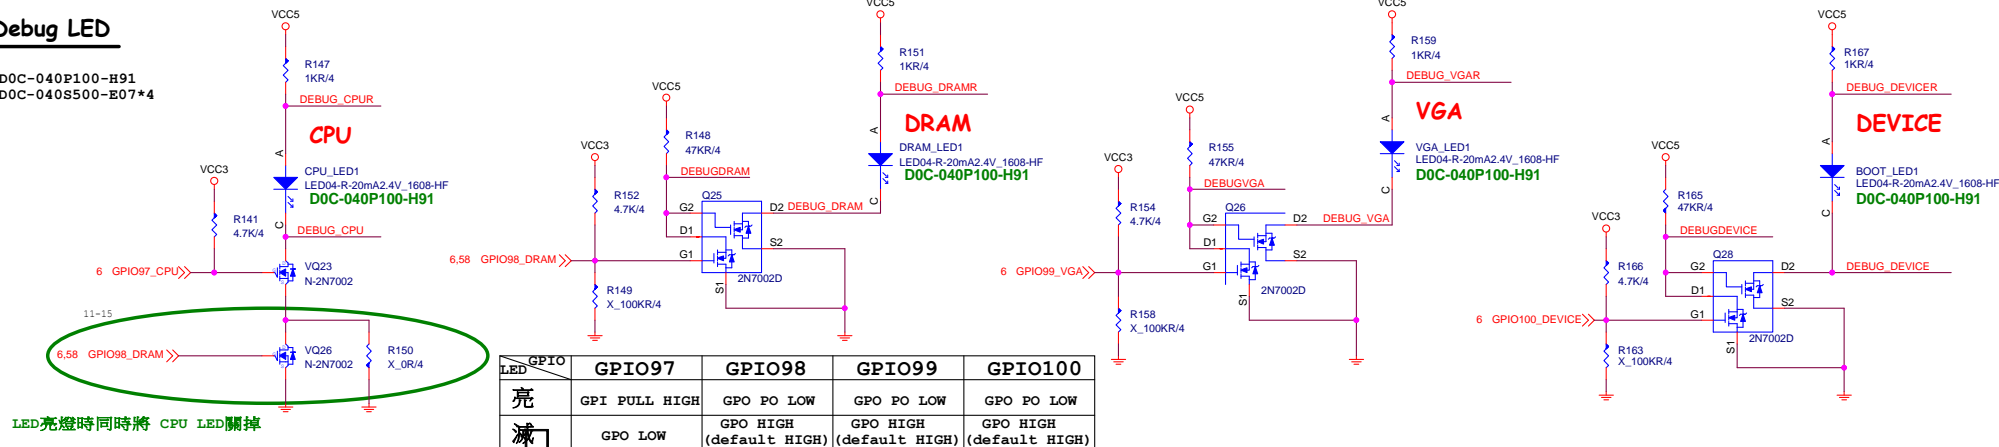 Debug LED
D0C-040P100-H91
D0C-040S500-E07*4
VCC5
R147
1KR/4
DEBUG_CPUR
CPU
A
CPU_LED1
LED04-R-20mA2.4V_1608-HF
D0C-040P100-H91
C
VCC3
R141
4.7K/4
DEBUG_CPU
6 GPIO97_CPU
VQ23
N-2N7002
11-15
6,58 GPIO98_DRAM
VQ26
N-2N7002
R150
X_0R/4
LED亮燈時同時將 CPU LED關掉
VCC5
R151
1KR/4
DEBUG_DRAMR
DRAM
A
DRAM_LED1
LED04-R-20mA2.4V_1608-HF
D0C-040P100-H91
C
VCC5
R148
47KR/4
DEBUGDRAM
VCC3
R152
4.7K/4
Q25
G2
D2
DEBUG_DRAM
D1
S2
G1
S1
2N7002D
6,58 GPIO98_DRAM
R149
X_100KR/4
VCC5
R159
1KR/4
DEBUG_VGAR
VGA
A
VGA_LED1
LED04-R-20mA2.4V_1608-HF
D0C-040P100-H91
C
VCC5
R155
47KR/4
DEBUGVGA
VCC3
R154
4.7K/4
Q26
G2
D2
DEBUG_VGA
D1
S2
G1
S1
2N7002D
6 GPIO99_VGA
R158
X_100KR/4
VCC5
R167
1KR/4
DEBUG_DEVICER
DEVICE
A
BOOT_LED1
LED04-R-20mA2.4V_1608-HF
D0C-040P100-H91
C
VCC5
R165
47KR/4
DEBUGDEVICE
VCC3
R166
4.7K/4
Q28
G2
D2
DEBUG_DEVICE
D1
S2
G1
S1
2N7002D
6 GPIO100_DEVICE
R163
X_100KR/4
LED GPIO GPIO97 GPIO98 GPIO99 GPIO100
亮 GPI PULL HIGH GPO PO LOW GPO PO LOW GPO PO LOW
滅 GPO LOW GPO HIGH GPO HIGH GPO HIGH
(default HIGH) (default HIGH) (default HIGH)